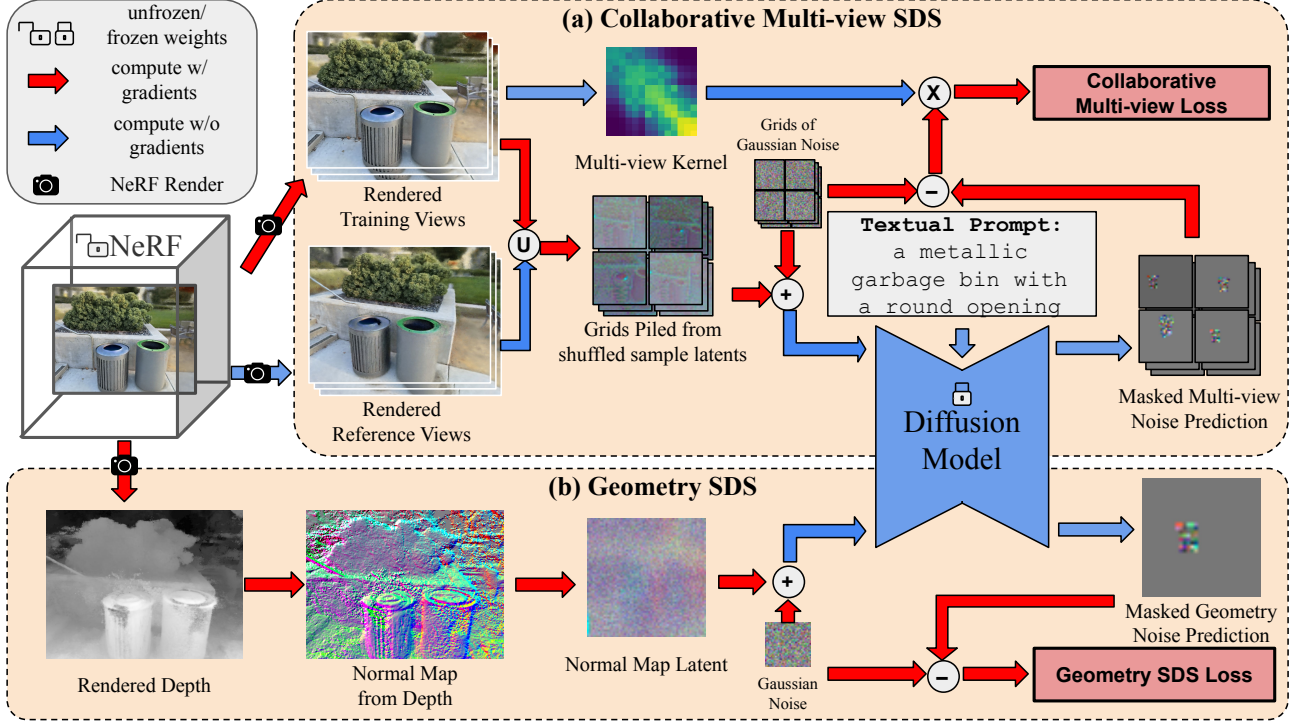 unfrozen/
frozen weights
compute w/
gradients
compute w/o
gradients
NeRF Render
NeRF
(a) Collaborative Multi-view SDS
Rendered
Training Views
Multi-view Kernel
X
Collaborative
Multi-view Loss
Grids of
Gaussian Noise
−
U
+
Rendered
Reference Views
Grids Piled from
shuffled sample latents
Textual Prompt:
a metallic
garbage bin with
a round opening
Masked Multi-view
Noise Prediction
Diffusion
Model
(b) Geometry SDS
Rendered Depth
Normal Map
from Depth
Normal Map Latent
+
Gaussian
Noise
−
Masked Geometry
Noise Prediction
Geometry SDS Loss